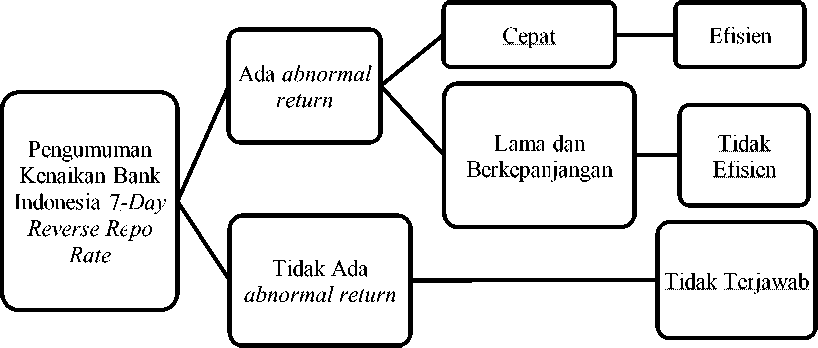 Pengumuman
Kenaikan Bank
Indonesia 7-Day
Reverse Repo
Rate
Ada abnormal
return
Cepat
Efisien
Lama dan
Berkepanjangan
Tidak
Efisien
Tidak Ada
abnormal return
Tidak Terjawab